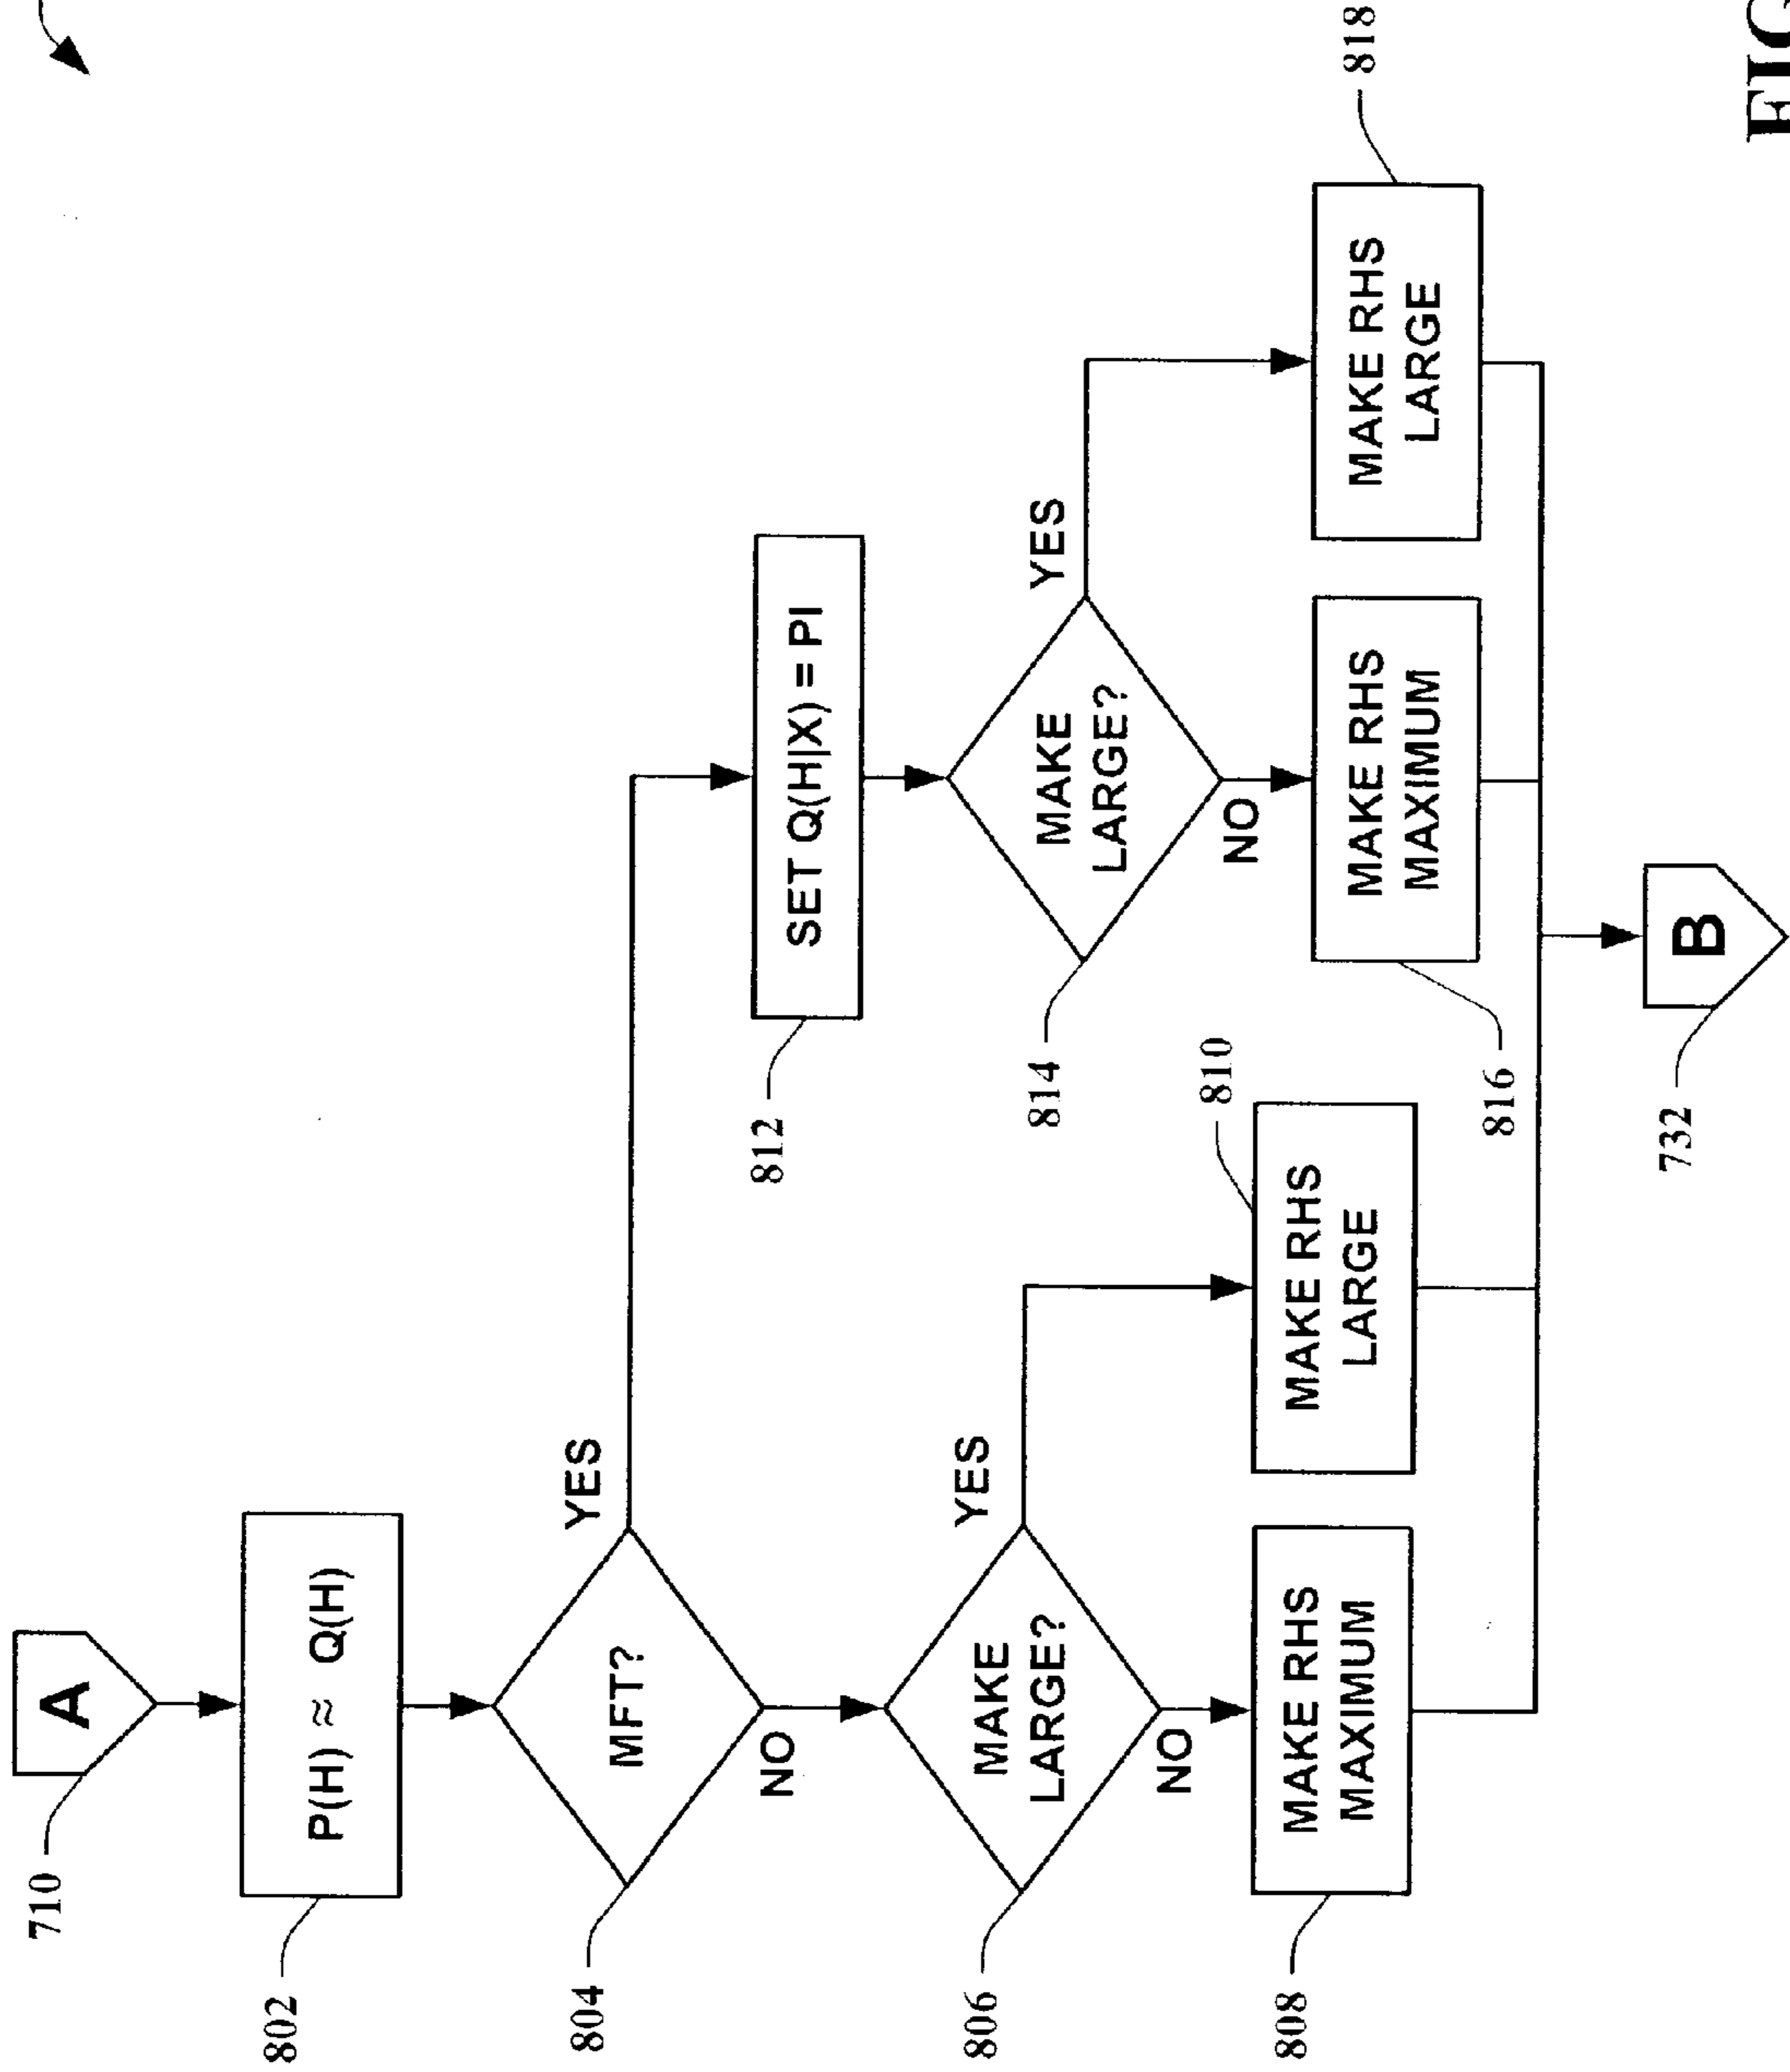 A
710
P(H) ≈ Q(H)
802
MFT?
YES
NO
804
SET Q(H|X) = PI
812
MAKE
LARGE?
YES
NO
806
MAKE
LARGE?
YES
NO
814
MAKE RHS
MAXIMUM
808
MAKE RHS
LARGE
810
MAKE RHS
MAXIMUM
816
MAKE RHS
LARGE
818
B
732